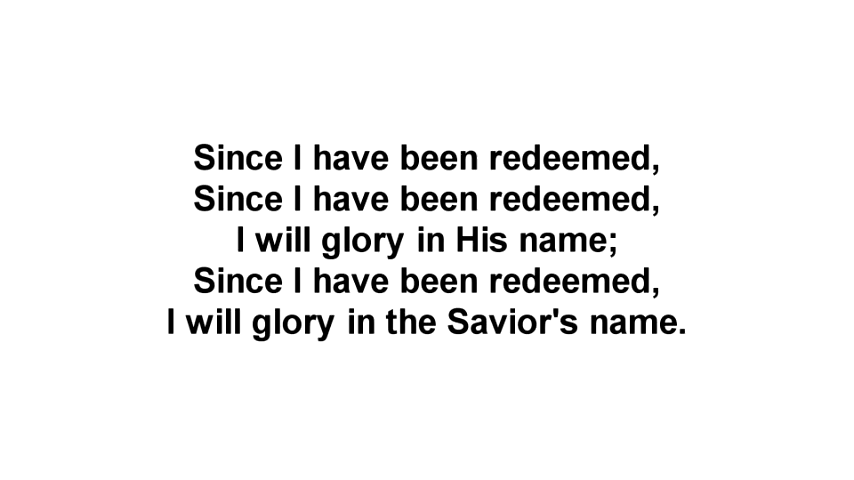 Since I have been redeemed,
Since I have been redeemed,
I will glory in His name;
Since I have been redeemed,
I will glory in the Savior's name.